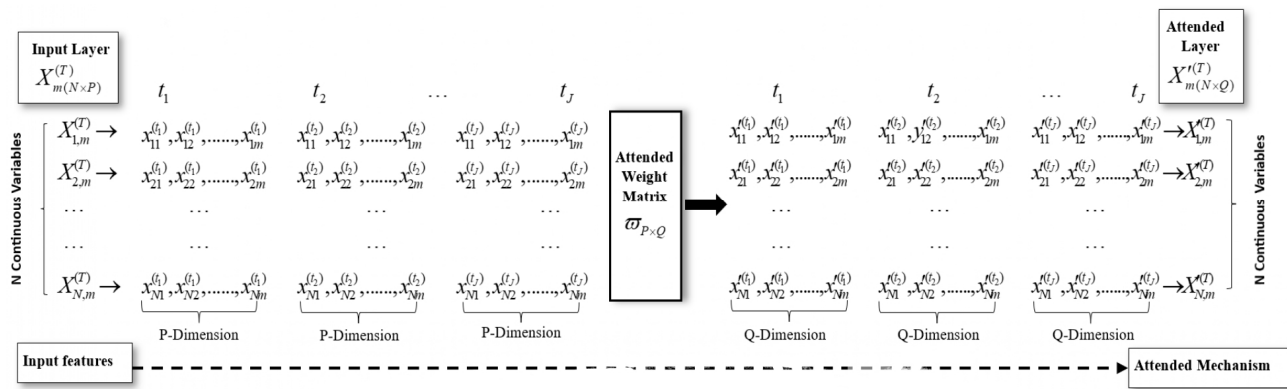 Input Layer
X_{m(N×P)}^{(T)}
Attended
Layer
X'^{(T)}_{m(N×Q)}
t_1 t_2 … t_J
t_1 t_2 … t_J
N Continuous Variables
X_{1,m}^{(T)} → x_{11}^{(t_1)}, x_{12}^{(t_1)}, ......, x_{1m}^{(t_1)} x_{11}^{(t_2)}, x_{12}^{(t_2)}, ......, x_{1m}^{(t_2)} x_{11}^{(t_J)}, x_{12}^{(t_J)}, ......, x_{1m}^{(t_J)}
X_{2,m}^{(T)} → x_{21}^{(t_1)}, x_{22}^{(t_1)}, ......, x_{2m}^{(t_1)} x_{21}^{(t_2)}, x_{22}^{(t_2)}, ......, x_{2m}^{(t_2)} x_{21}^{(t_J)}, x_{22}^{(t_J)}, ......, x_{2m}^{(t_J)}
… … … …
… … … …
X_{N,m}^{(T)} → x_{N1}^{(t_1)}, x_{N2}^{(t_1)}, ......, x_{Nm}^{(t_1)} x_{N1}^{(t_2)}, x_{N2}^{(t_2)}, ......, x_{Nm}^{(t_2)} x_{N1}^{(t_J)}, x_{N2}^{(t_J)}, ......, x_{Nm}^{(t_J)}
P-Dimension P-Dimension P-Dimension
Attended
Weight
Matrix
ϖ_{P×Q}
x'^{(t_1)}_{11}, x'^{(t_1)}_{12}, ......, x'^{(t_1)}_{1m} x'^{(t_2)}_{11}, y'^{(t_2)}_{12}, ......, x'^{(t_2)}_{1m} x'^{(t_J)}_{11}, x'^{(t_J)}_{12}, ......, x'^{(t_J)}_{1m} → X'^{(T)}_{1,m}
x'^{(t_1)}_{21}, x'^{(t_1)}_{22}, ......, x'^{(t_1)}_{2m} x'^{(t_2)}_{21}, x'^{(t_2)}_{22}, ......, x'^{(t_2)}_{2m} x'^{(t_J)}_{21}, x'^{(t_J)}_{22}, ......, x'^{(t_J)}_{2m} → X'^{(T)}_{2,m}
… … … …
… … … …
x'^{(t_1)}_{N1}, x'^{(t_1)}_{N2}, ......, x'^{(t_1)}_{Nm} x'^{(t_2)}_{N1}, x'^{(t_2)}_{N2}, ......, x'^{(t_2)}_{Nm} x'^{(t_J)}_{N1}, x'^{(t_J)}_{N2}, ......, x'^{(t_J)}_{Nm} → X'^{(T)}_{N,m}
N Continuous Variables
Q-Dimension Q-Dimension Q-Dimension
Input features
Attended Mechanism